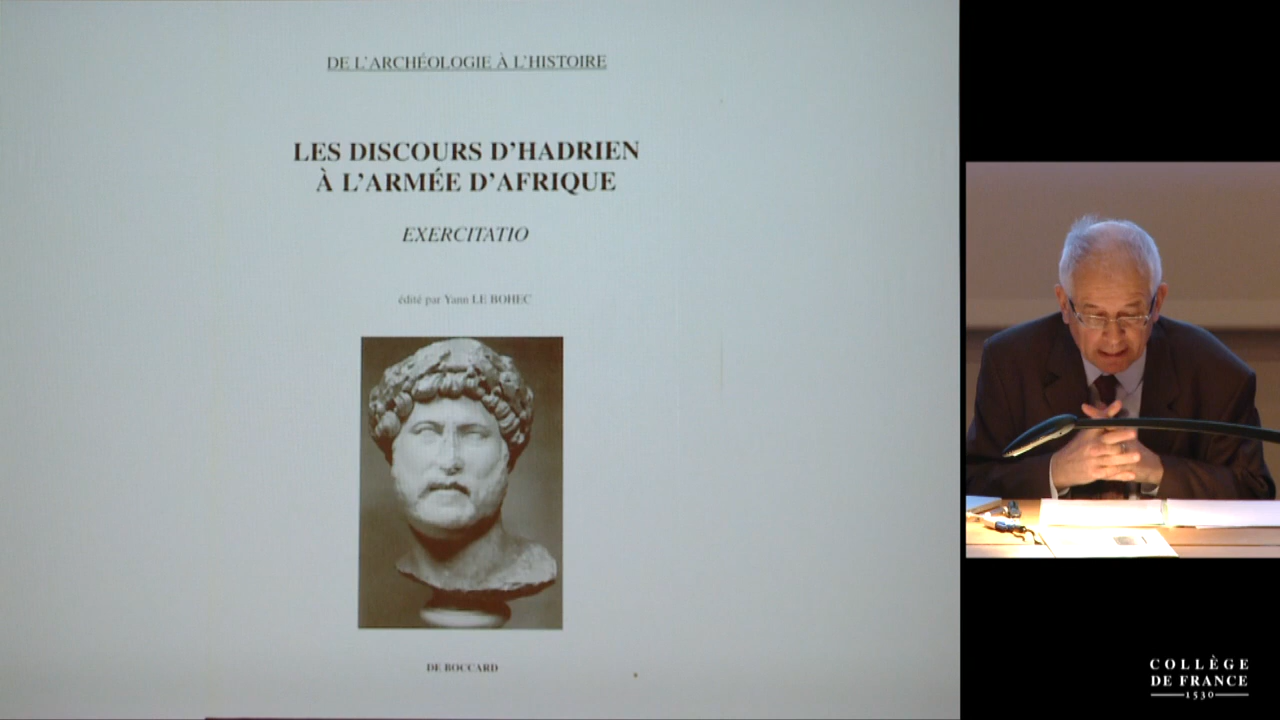 DE L'ARCHÉOLOGIE À L'HISTOIRE
LES DISCOURS D'HADRIEN
À L'ARMÉE D'AFRIQUE
EXERCITATIO
édité par Yann LE BOHEC
DE BOCCARD
COLLÈGE
DE FRANCE
1530